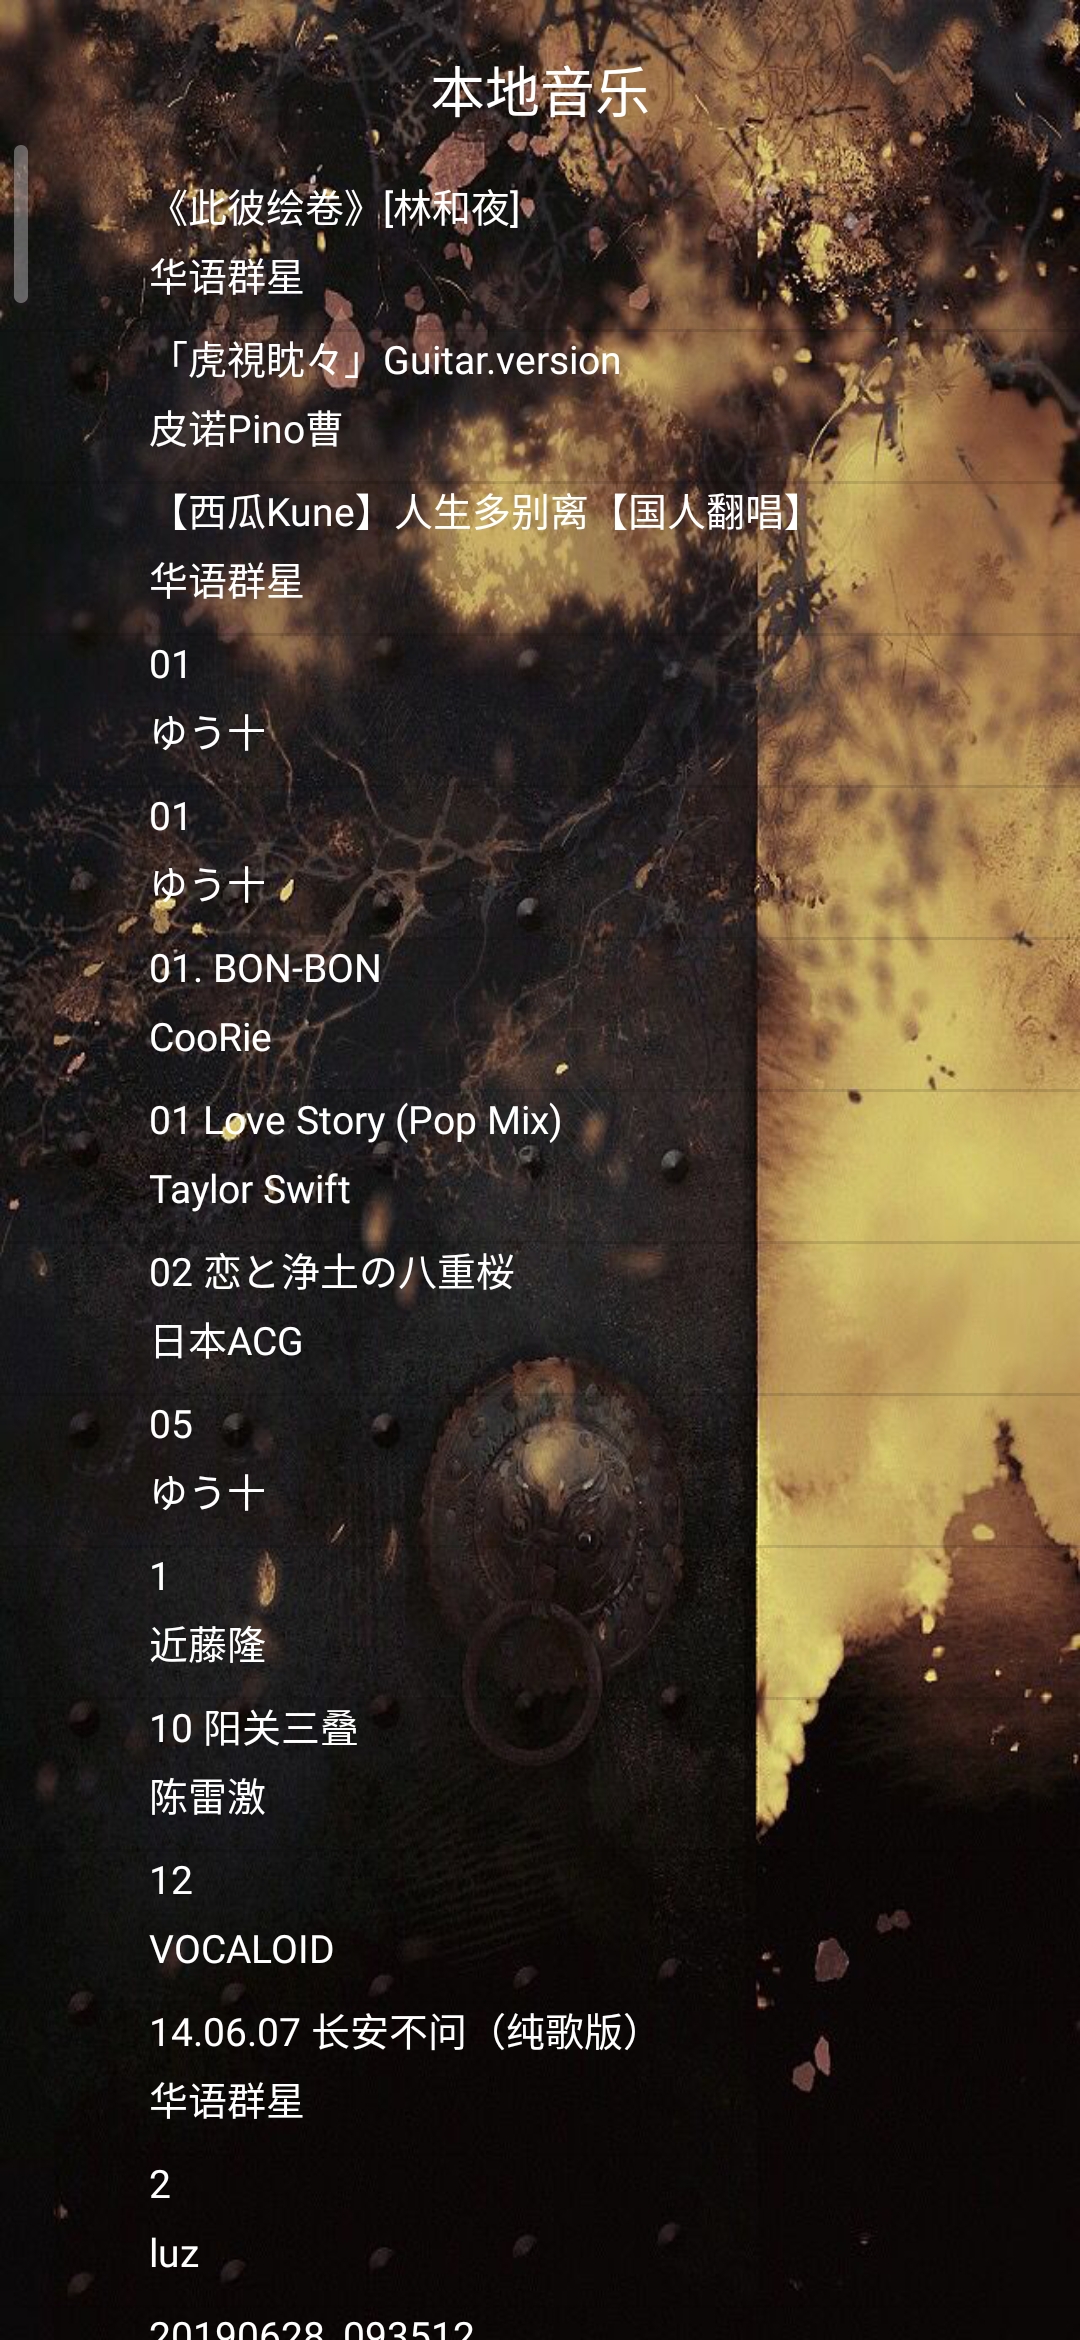 本地音乐
《此彼绘卷》[林和夜]
华语群星
「虎視眈々」Guitar.version
皮诺Pino曹
【西瓜Kune】人生多别离【国人翻唱】
华语群星
01
ゆう十
01
ゆう十
01. BON-BON
CooRie
01 Love Story (Pop Mix)
Taylor Swift
02 恋と浄土の八重桜
日本ACG
05
ゆう十
1
近藤隆
10 阳关三叠
陈雷激
12
VOCALOID
14.06.07 长安不问（纯歌版）
华语群星
2
luz
20190628_093512